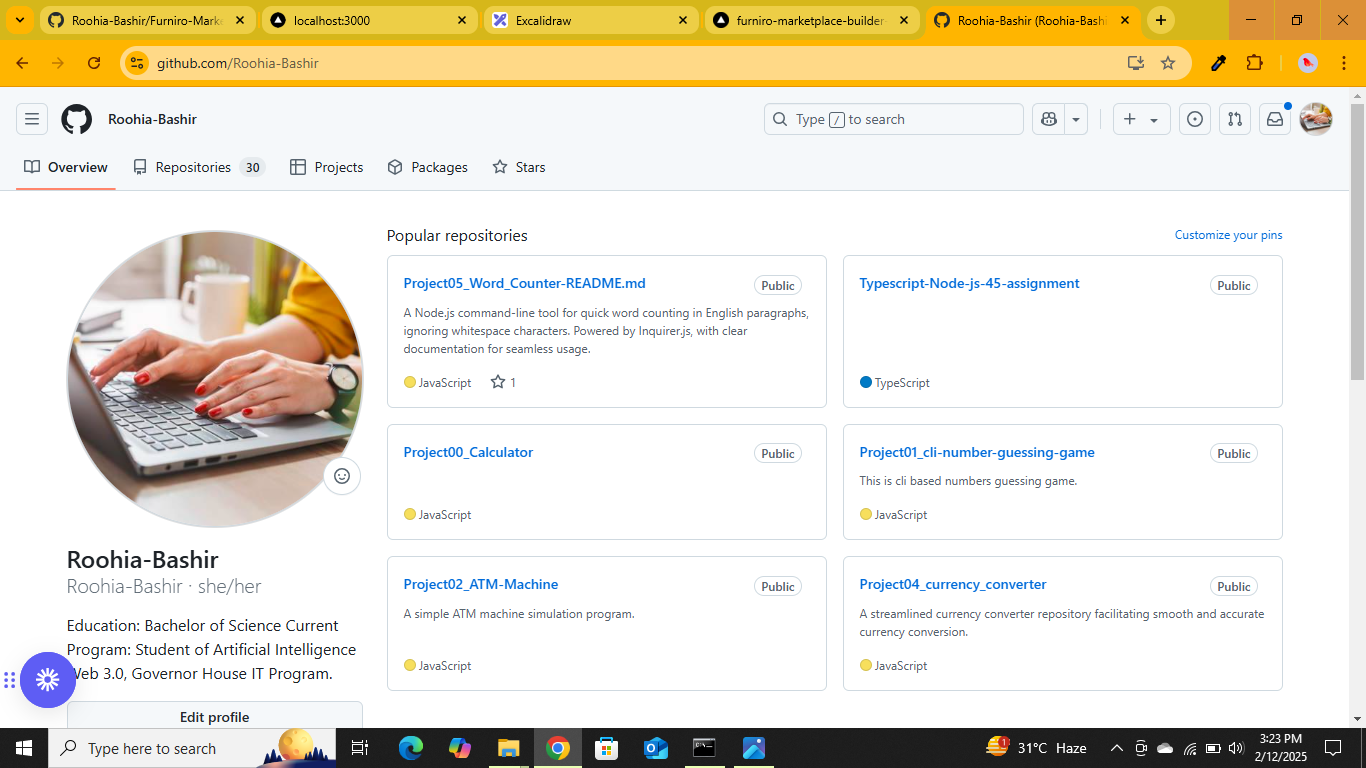 Roohia-Bashir/Furniro-Marke
localhost:3000
Excalidraw
furniro-marketplace-builder-
Roohia-Bashir (Roohia-Bashi
github.com/Roohia-Bashir
Roohia-Bashir
Type / to search
Overview
Repositories 30
Projects
Packages
Stars
Popular repositories
Customize your pins
Project05_Word_Counter-README.md
Public
A Node.js command-line tool for quick word counting in English paragraphs,
ignoring whitespace characters. Powered by Inquirer.js, with clear
documentation for seamless usage.
JavaScript
1
Typescript-Node-js-45-assignment
Public
TypeScript
Project00_Calculator
Public
JavaScript
Project01_cli-number-guessing-game
Public
This is cli based numbers guessing game.
JavaScript
Project02_ATM-Machine
Public
A simple ATM machine simulation program.
JavaScript
Project04_currency_converter
Public
A streamlined currency converter repository facilitating smooth and accurate
currency conversion.
JavaScript
Roohia-Bashir
Roohia-Bashir · she/her
Education: Bachelor of Science Current
Program: Student of Artificial Intelligence
Web 3.0, Governor House IT Program.
Edit profile
Type here to search
1
31°C Haze
3:23 PM
2/12/2025